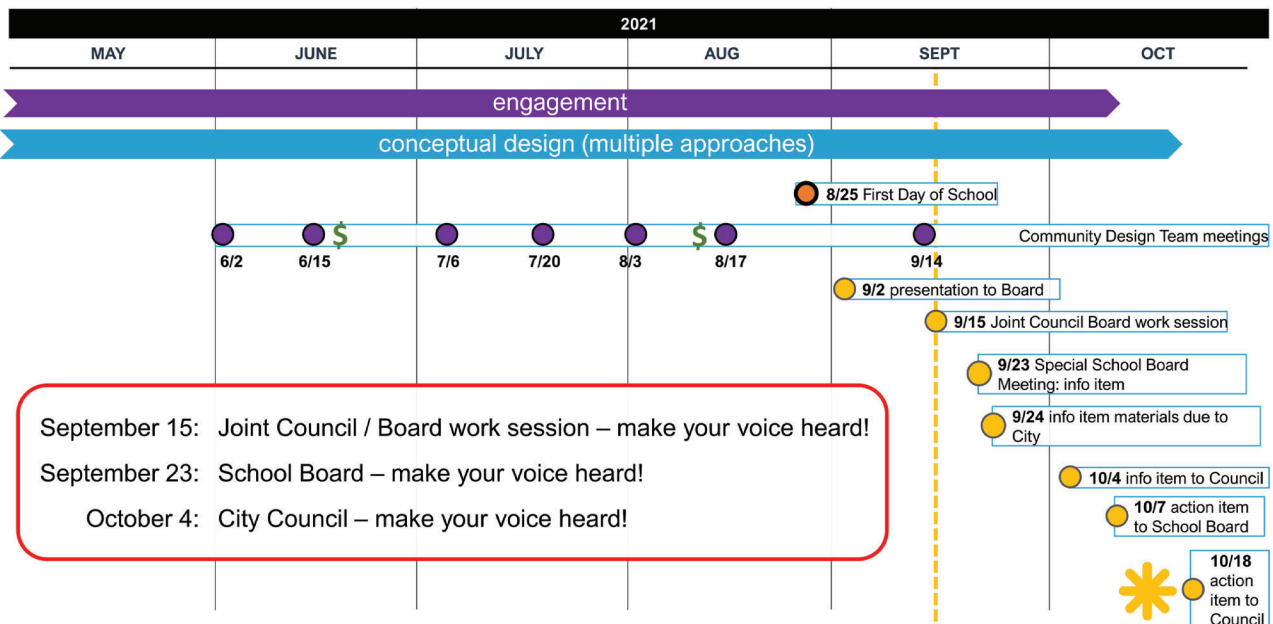 2021
MAY JUNE JULY AUG SEPT OCT
engagement
conceptual design (multiple approaches)
8/25 First Day of School
$ $ Community Design Team meetings
6/2 6/15 7/6 7/20 8/3 8/17 9/14
9/2 presentation to Board
9/15 Joint Council Board work session
9/23 Special School Board
Meeting: info item
9/24 info item materials due to
City
September 15: Joint Council / Board work session – make your voice heard!
September 23: School Board – make your voice heard!
October 4: City Council – make your voice heard!
10/4 info item to Council
10/7 action item
to School Board
10/18
action
item to
Council